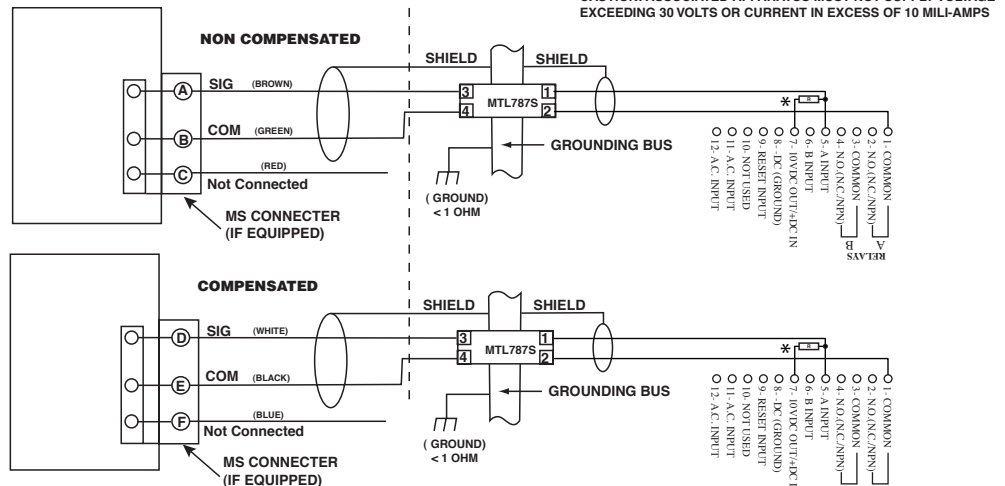 EXCEEDING 30 VOLTS OR CURRENT IN EXCESS OF 10 MILI-AMPS
NON COMPENSATED
SHIELD
SHIELD
A
SIG
(BROWN)
3
1
MTL787S
4
2
*
R
B
COM
(GREEN)
GROUNDING BUS
(RED)
C
Not Connected
( GROUND)
< 1 OHM
MS CONNECTER
(IF EQUIPPED)
1- COMMON
2- N.O.(N.C./NPN)
3- COMMON
4- N.O.(N.C./NPN)
5- A INPUT
6- B INPUT
7- 10VDC OUT/+DC IN
8- -DC (GROUND)
9- RESET INPUT
10- NOT USED
11- A.C. INPUT
12- A.C. INPUT
A
B
RELAYS
COMPENSATED
SHIELD
SHIELD
D
SIG
(WHITE)
3
1
MTL787S
4
2
*
R
E
COM
(BLACK)
GROUNDING BUS
(BLUE)
F
Not Connected
( GROUND)
< 1 OHM
MS CONNECTER
(IF EQUIPPED)
1- COMMON
2- N.O.(N.C./NPN)
3- COMMON
4- N.O.(N.C./NPN)
5- A INPUT
6- B INPUT
7- 10VDC OUT/+DC I
8- -DC (GROUND)
9- RESET INPUT
10- NOT USED
11- A.C. INPUT
12- A.C. INPUT